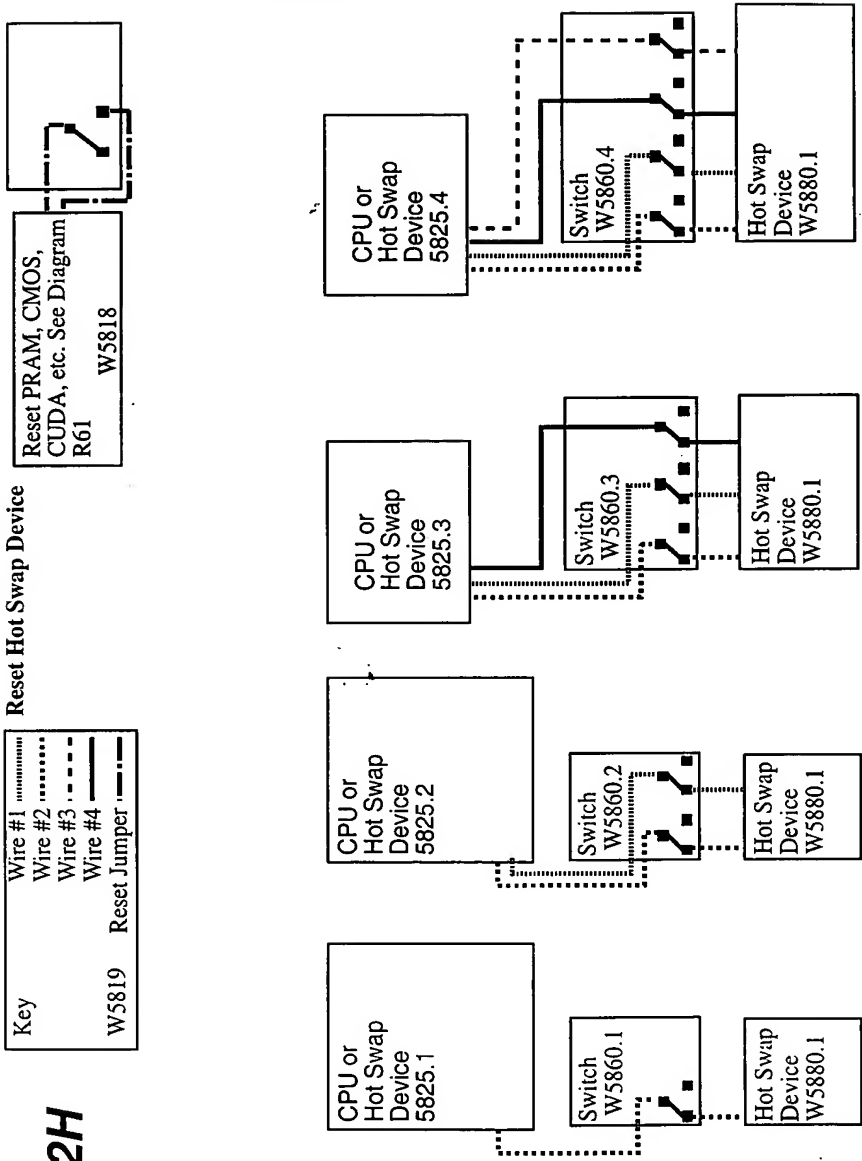 2H
Key
Wire #1
Wire #2
Wire #3
Wire #4
W5819 Reset Jumper
Reset Hot Swap Device
Reset PRAM, CMOS,
CUDA, etc. See Diagram
R61
W5818
CPU or
Hot Swap
Device
5825.1
Switch
W5860.1
Hot Swap
Device
W5880.1
CPU or
Hot Swap
Device
5825.2
Switch
W5860.2
Hot Swap
Device
W5880.1
CPU or
Hot Swap
Device
5825.3
Switch
W5860.3
Hot Swap
Device
W5880.1
CPU or
Hot Swap
Device
5825.4
Switch
W5860.4
Hot Swap
Device
W5880.1